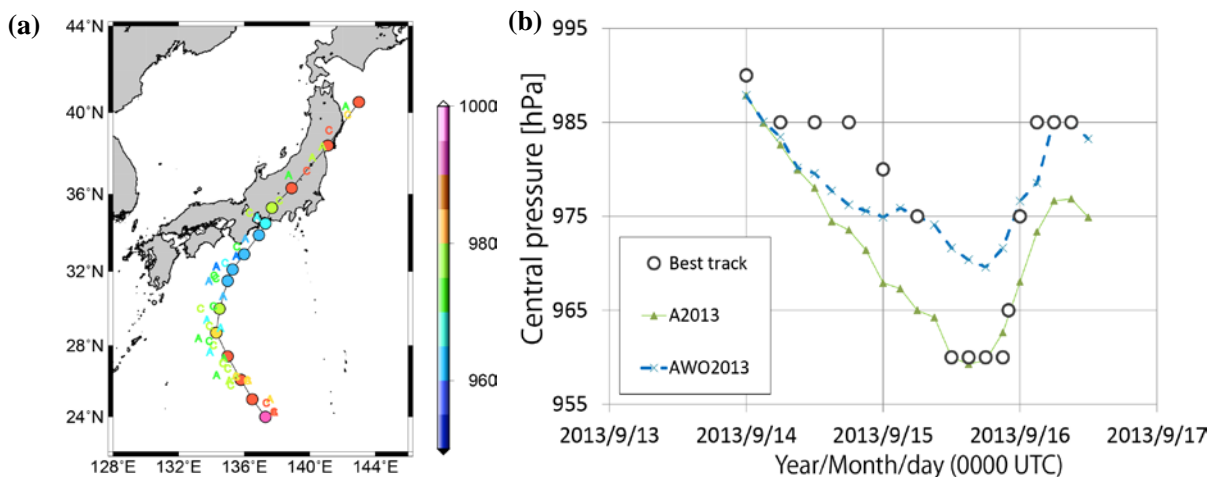 (a)
44°N
40°N
36°N
32°N
28°N
24°N
128°E 132°E 136°E 140°E 144°E
1000
980
960
(b)
995
985
975
965
955
Central pressure [hPa]
Best track
A2013
AWO2013
2013/9/13 2013/9/14 2013/9/15 2013/9/16 2013/9/17
Year/Month/day (0000 UTC)